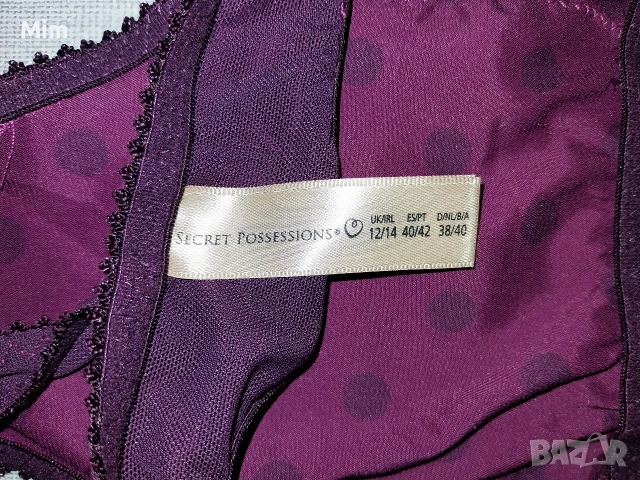 Mim
SECRET POSSESSIONS®
UK/IRL ES/PT D/NL/B/A
12/14 40/42 38/40
BAZAR